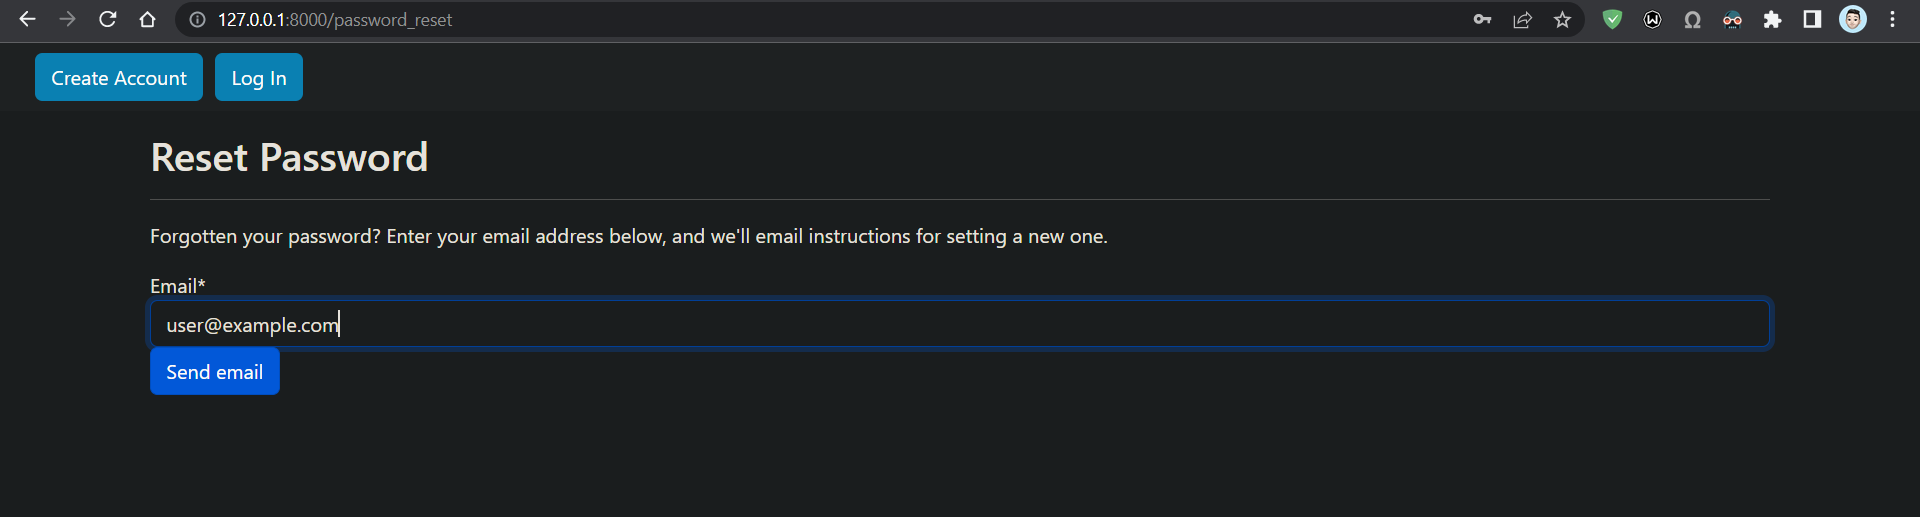 127.0.0.1:8000/password_reset
Create Account Log In
Reset Password
Forgotten your password? Enter your email address below, and we'll email instructions for setting a new one.
Email*
user@example.com
Send email